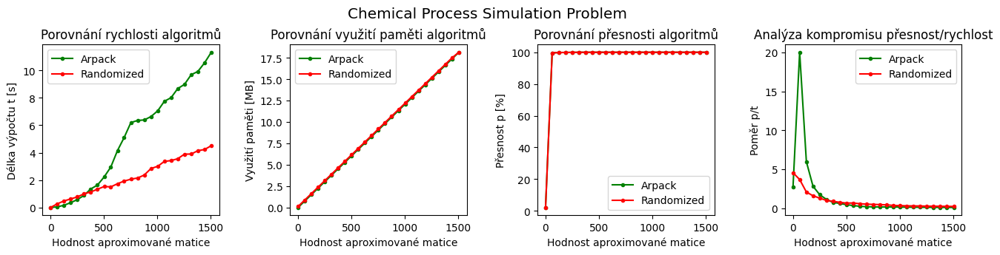 Chemical Process Simulation Problem
Porovnání rychlosti algoritmů
Délka výpočtu t [s]
10
8
6
4
2
0
Arpack
Randomized
0
500
1000
1500
Hodnost aproximované matice
Porovnání využití paměti algoritmů
Využití paměti [MB]
17.5
15.0
12.5
10.0
7.5
5.0
2.5
0.0
Arpack
Randomized
0
500
1000
1500
Hodnost aproximované matice
Porovnání přesnosti algoritmů
Přesnost p [%]
100
80
60
40
20
0
Arpack
Randomized
0
500
1000
1500
Hodnost aproximované matice
Analýza kompromisu přesnost/rychlost
Poměr p/t
20
15
10
5
0
Arpack
Randomized
0
500
1000
1500
Hodnost aproximované matice